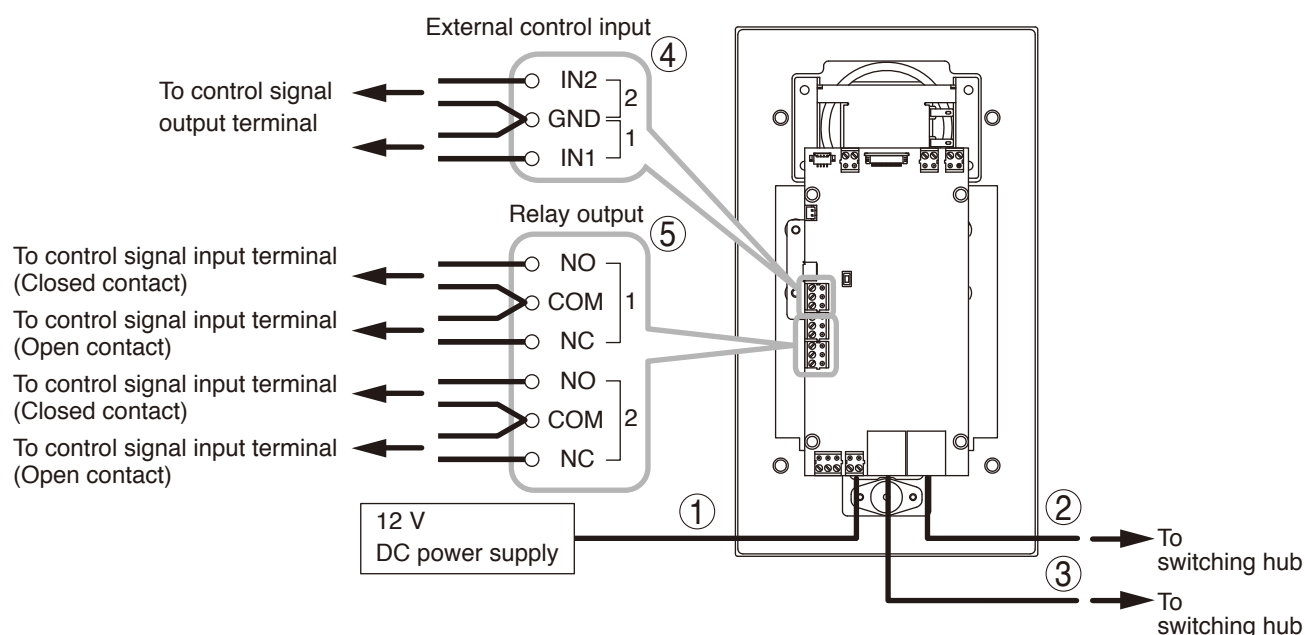 External control input
④
To control signal
output terminal
IN2
GND
IN1
2
1
Relay output
⑤
To control signal input terminal
(Closed contact)
To control signal input terminal
(Open contact)
To control signal input terminal
(Closed contact)
To control signal input terminal
(Open contact)
NO
COM
NC
1
NO
COM
NC
2
12 V
DC power supply
①
②
To
switching hub
③
To
switching hub